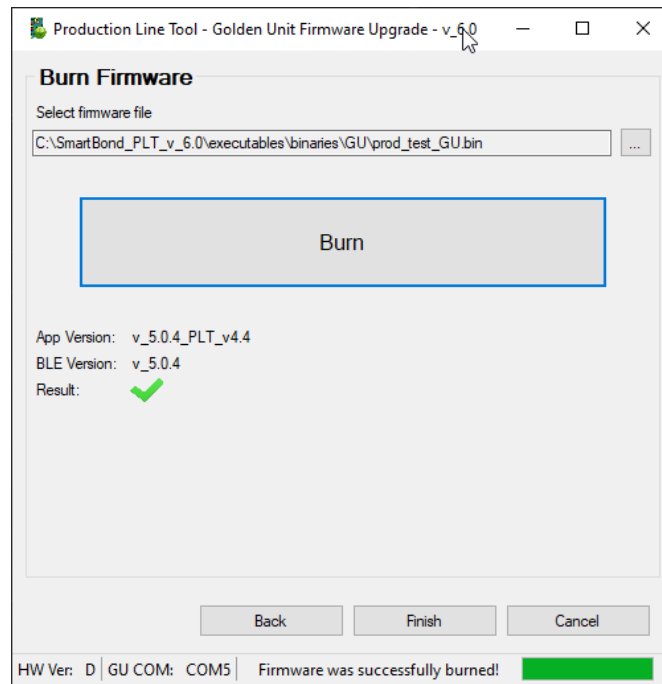 Production Line Tool - Golden Unit Firmware Upgrade - v_6.0
Burn Firmware
Select firmware file
C:\SmartBond_PLT_v_6.0\executables\binaries\GU\prod_test_GU.bin
...
Burn
App Version: v_5.0.4_PLT_v4.4
BLE Version: v_5.0.4
Result:
Back Finish Cancel
HW Ver: D GU COM: COM5 Firmware was successfully burned!